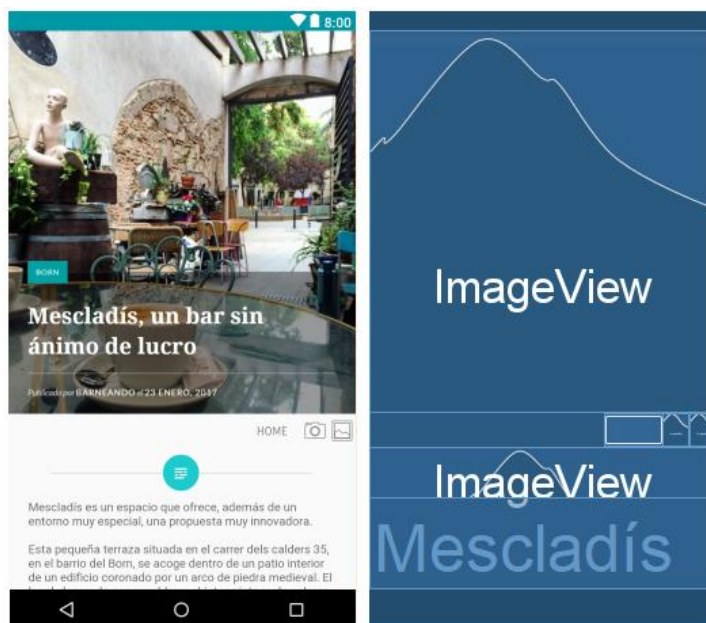 8:00
BORN
Mescladís, un bar sin
ánimo de lucro
Publicado por BARNEANDO el 23 ENERO, 2017
HOME
Mescladís es un espacio que ofrece, además de un
entorno muy especial, una propuesta muy innovadora.
Esta pequeña terraza situada en el carrer dels calders 35,
en el barrio del Born, se acoge dentro de un patio interior
de un edificio coronado por un arco de piedra medieval. El
ImageView
ImageView
Mescladís